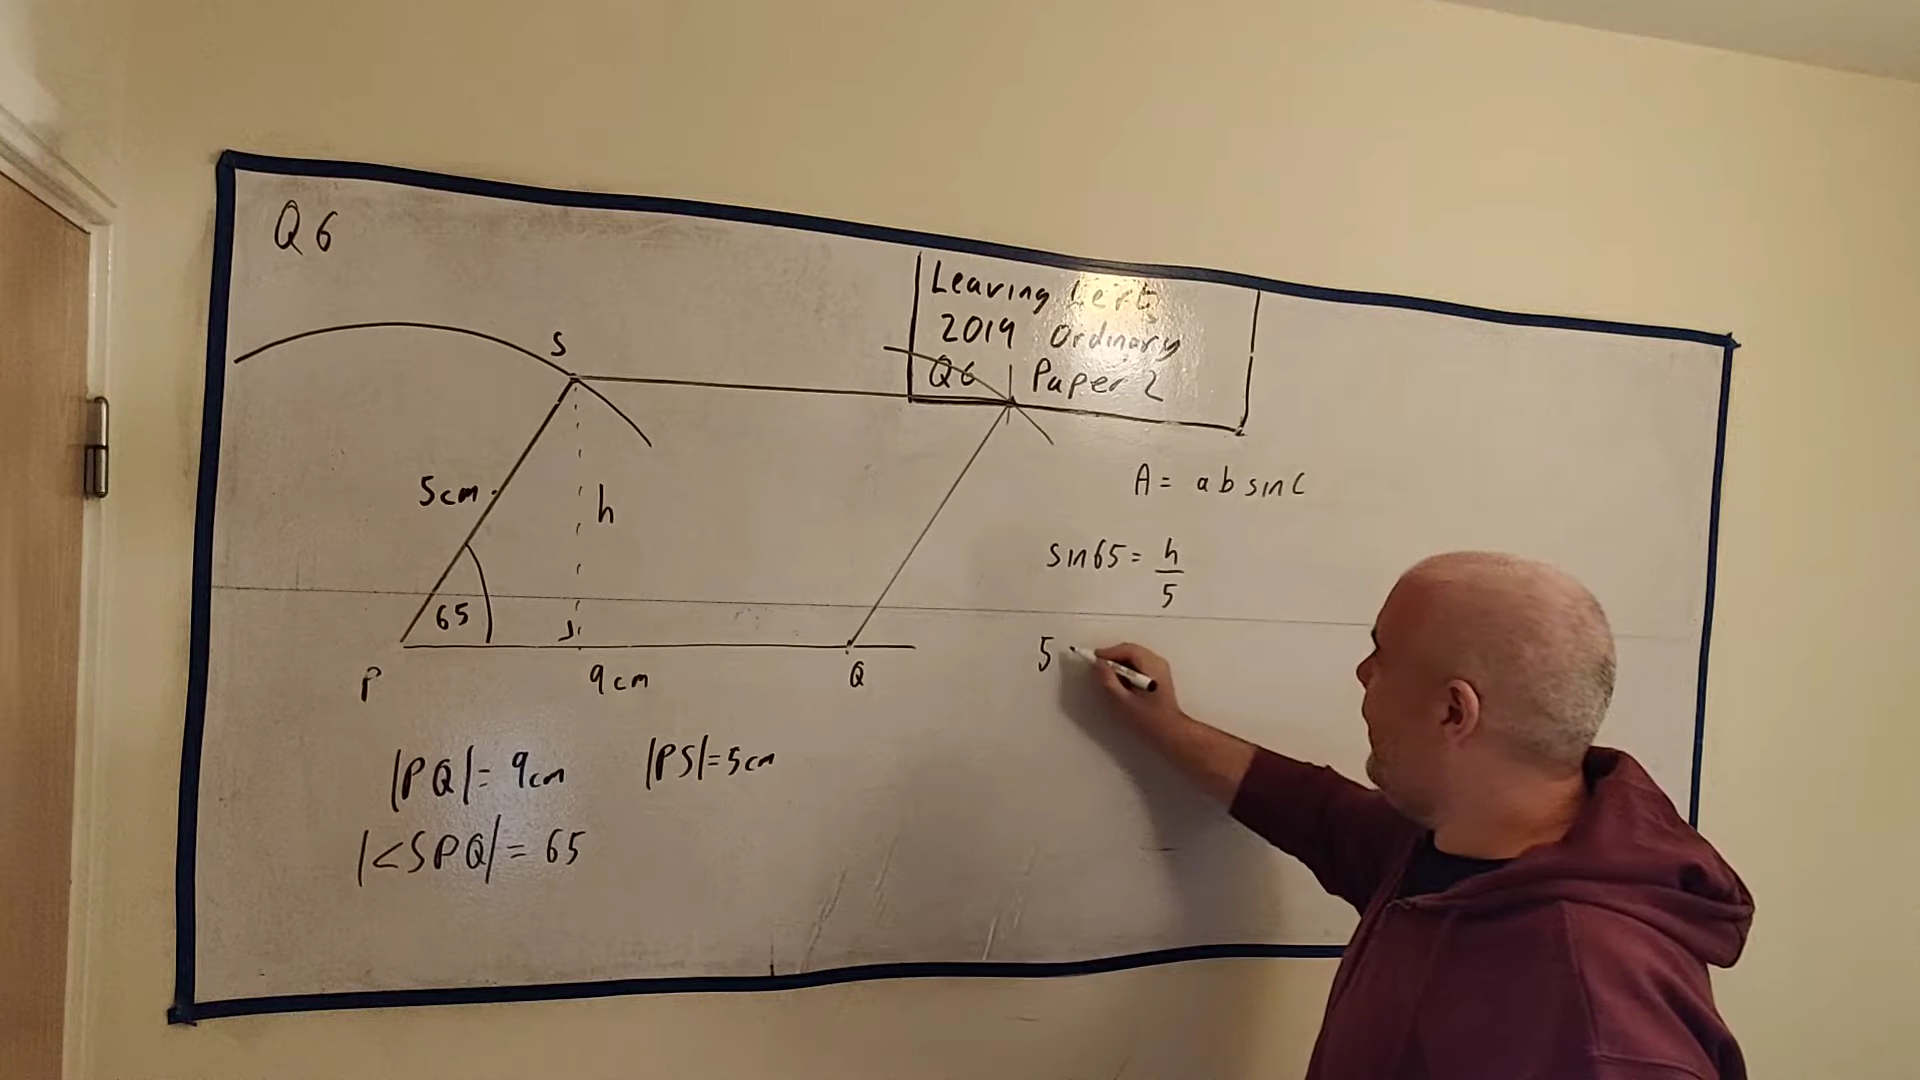 Q6
Leaving Cert
2019 Ordinary
Q6 Paper 2
S
5cm
h
65
P
9cm
Q
A = a b sin C
sin65 = h/5
5
|PQ| = 9cm
|PS| = 5cm
|<SPQ| = 65